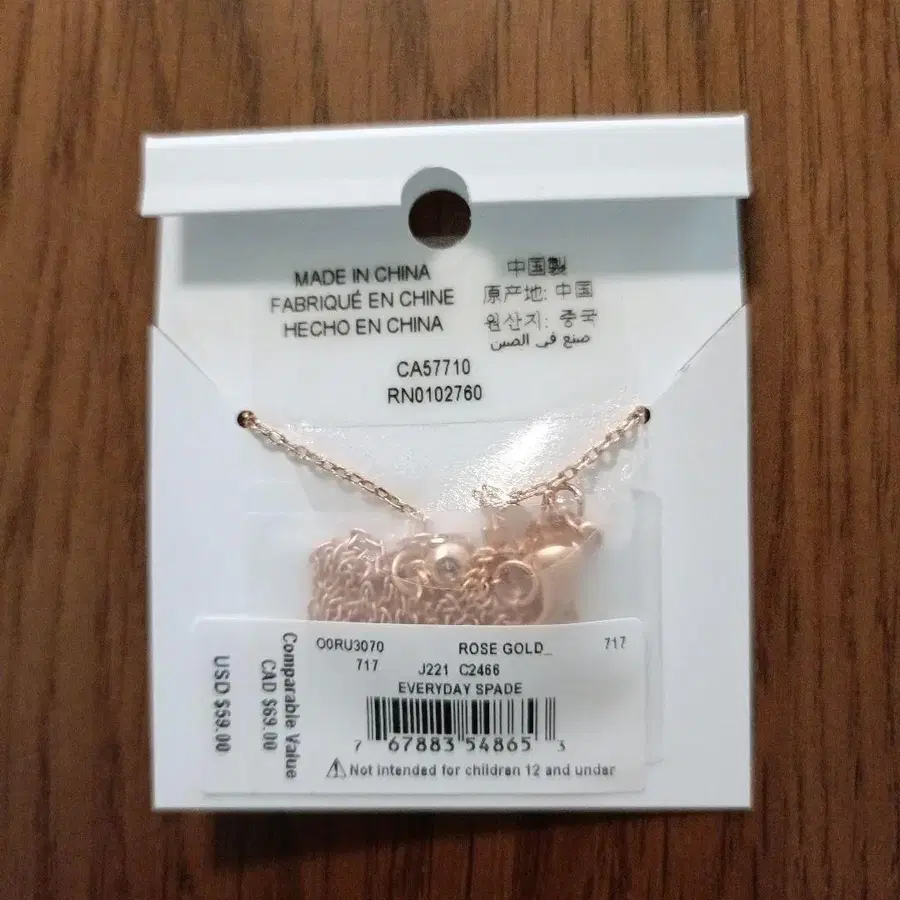 MADE IN CHINA
FABRIQUÉ EN CHINE
HECHO EN CHINA
中国製
原产地: 中国
원산지: 중국
صنع في الصين
CA57710
RN0102760
O0RU3070 ROSE GOLD_ 717
717 J221 C2466
EVERYDAY SPADE
7 67883 54865 3
⚠Not intended for children 12 and under
Comparable Value
CAD $69.00
USD $59.00